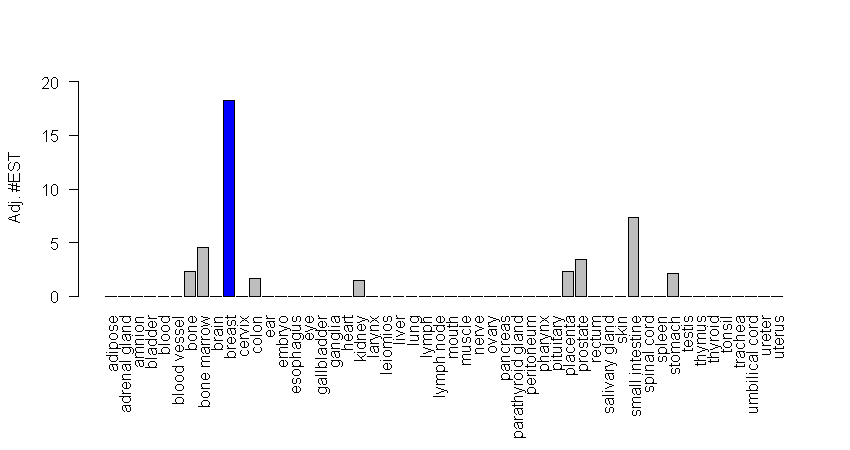 20
15
10
5
0
Adj. #EST
adipose
adrenal gland
amnion
bladder
blood
blood vessel
bone
bone marrow
brain
breast
cervix
colon
ear
embryo
esophagus
eye
gallbladder
ganglia
heart
kidney
larynx
leiomios
liver
lung
lymph
lymph node
mouth
muscle
nerve
ovary
pancreas
parathyroid gland
peritoneum
pharynx
pituitary
placenta
prostate
rectum
salivary gland
skin
small intestine
spinal cord
spleen
stomach
testis
thymus
thyroid
tonsil
trachea
umbilical cord
ureter
uterus